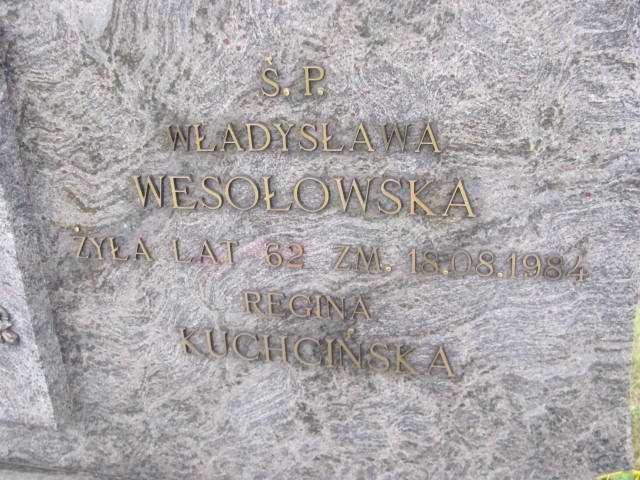 Ś. P.
WŁADYSŁAWA
WESOŁOWSKA
ŻYŁA LAT 62 ZM. 18.08.1984
REGINA
KUCHCIŃSKA